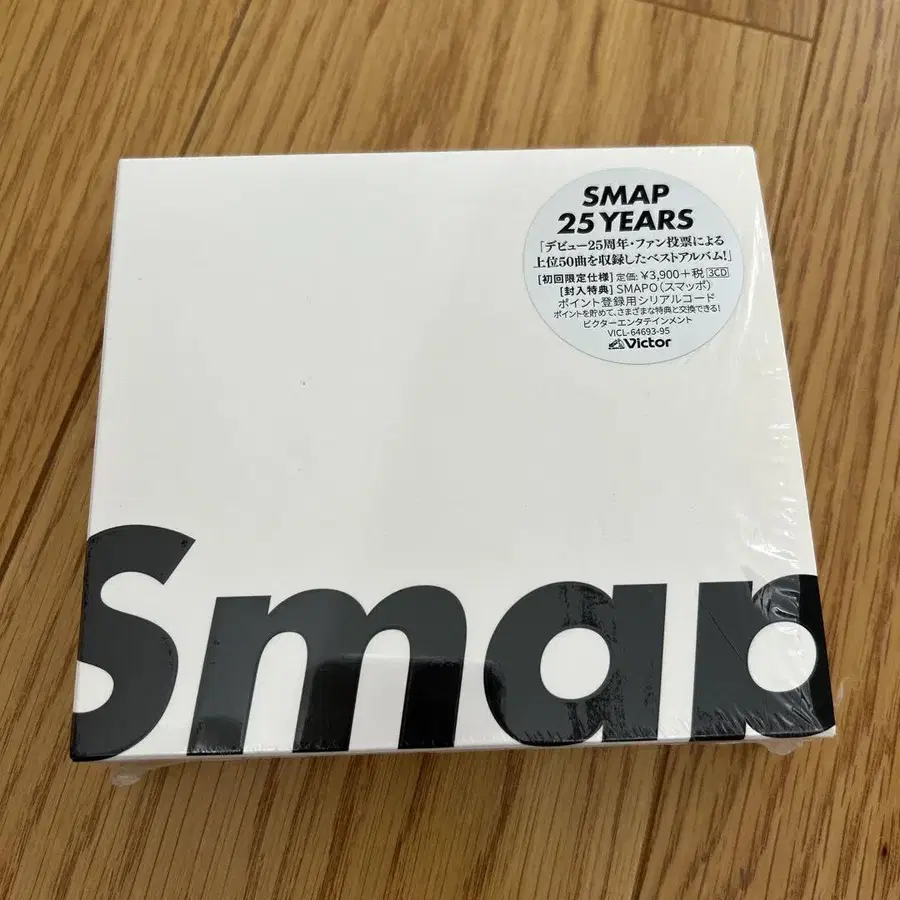 SMAP
25 YEARS
「デビュー25周年・ファン投票による
上位50曲を収録したベストアルバム!」
[初回限定仕様] 定価:¥3,900+税 3CD
[封入特典] SMAPO(スマッポ)
ポイント登録用シリアルコード
ポイントを貯めて、さまざまな特典と交換できる!
ビクターエンタテインメント
VICL-64693-95
Victor
Smap